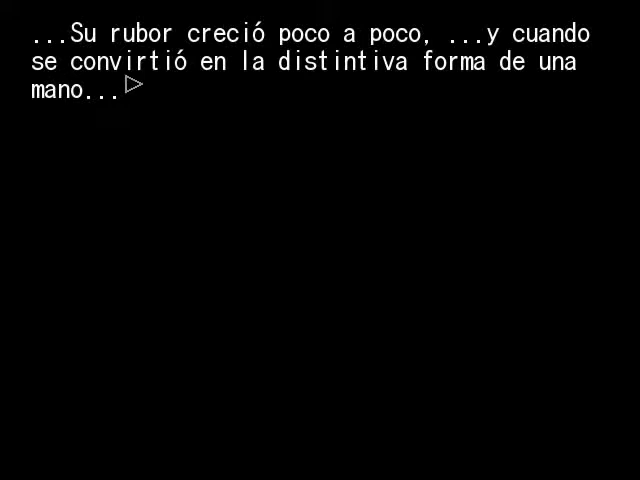 ...Su rubor creció poco a poco, ...y cuando
se convirtió en la distintiva forma de una
mano...